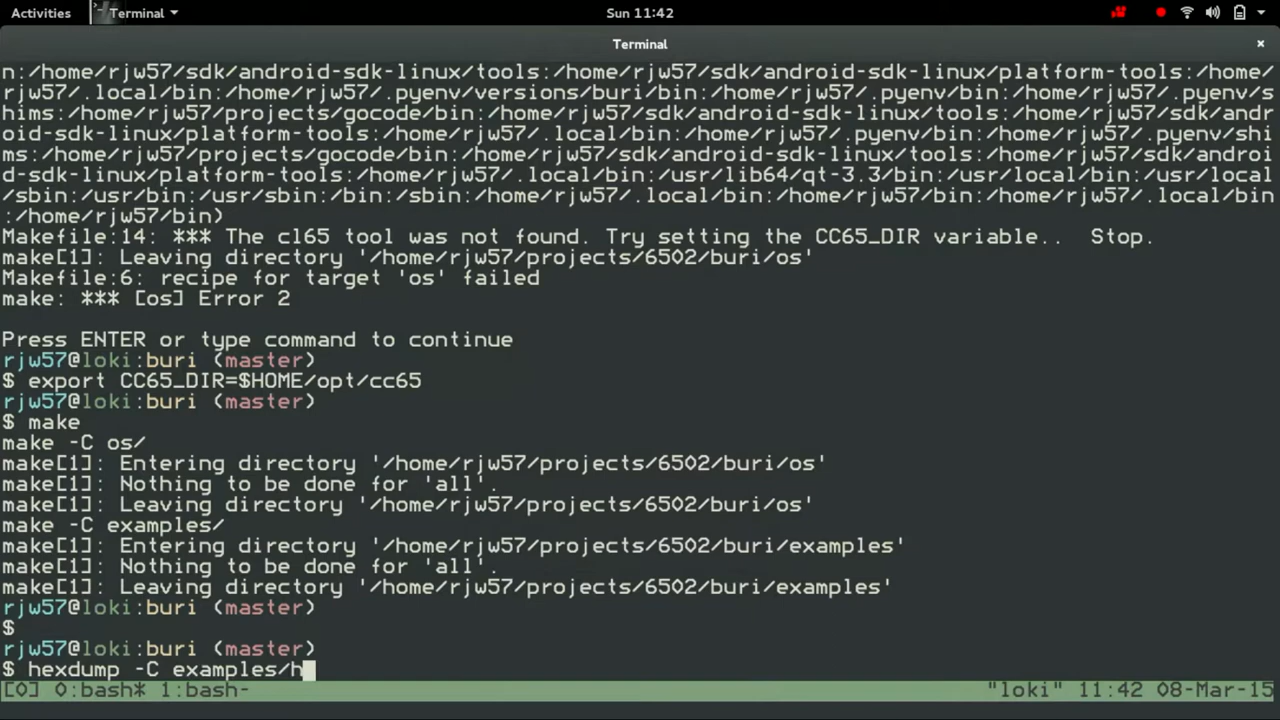 Activities
Terminal
Sun 11:42
Terminal
×
n:/home/rjw57/sdk/android-sdk-linux/tools:/home/rjw57/sdk/android-sdk-linux/platform-tools:/home/
rjw57/.local/bin:/home/rjw57/.pyenv/versions/buri/bin:/home/rjw57/.pyenv/bin:/home/rjw57/.pyenv/s
hims:/home/rjw57/projects/gocode/bin:/home/rjw57/sdk/android-sdk-linux/tools:/home/rjw57/sdk/andr
oid-sdk-linux/platform-tools:/home/rjw57/.local/bin:/home/rjw57/.pyenv/bin:/home/rjw57/.pyenv/shi
ms:/home/rjw57/projects/gocode/bin:/home/rjw57/sdk/android-sdk-linux/tools:/home/rjw57/sdk/androi
d-sdk-linux/platform-tools:/home/rjw57/.local/bin:/usr/lib64/qt-3.3/bin:/usr/local/bin:/usr/local
/sbin:/usr/bin:/usr/sbin:/bin:/sbin:/home/rjw57/.local/bin:/home/rjw57/bin:/home/rjw57/.local/bin
:/home/rjw57/bin)
Makefile:14: *** The cl65 tool was not found. Try setting the CC65_DIR variable..  Stop.
make[1]: Leaving directory '/home/rjw57/projects/6502/buri/os'
Makefile:6: recipe for target 'os' failed
make: *** [os] Error 2
Press ENTER or type command to continue
rjw57@loki:buri (master)
$ export CC65_DIR=$HOME/opt/cc65
rjw57@loki:buri (master)
$ make
make -C os/
make[1]: Entering directory '/home/rjw57/projects/6502/buri/os'
make[1]: Nothing to be done for 'all'.
make[1]: Leaving directory '/home/rjw57/projects/6502/buri/os'
make -C examples/
make[1]: Entering directory '/home/rjw57/projects/6502/buri/examples'
make[1]: Nothing to be done for 'all'.
make[1]: Leaving directory '/home/rjw57/projects/6502/buri/examples'
rjw57@loki:buri (master)
$
rjw57@loki:buri (master)
$ hexdump -C examples/h
[0] 0:bash* 1:bash- "loki" 11:42 08-Mar-15